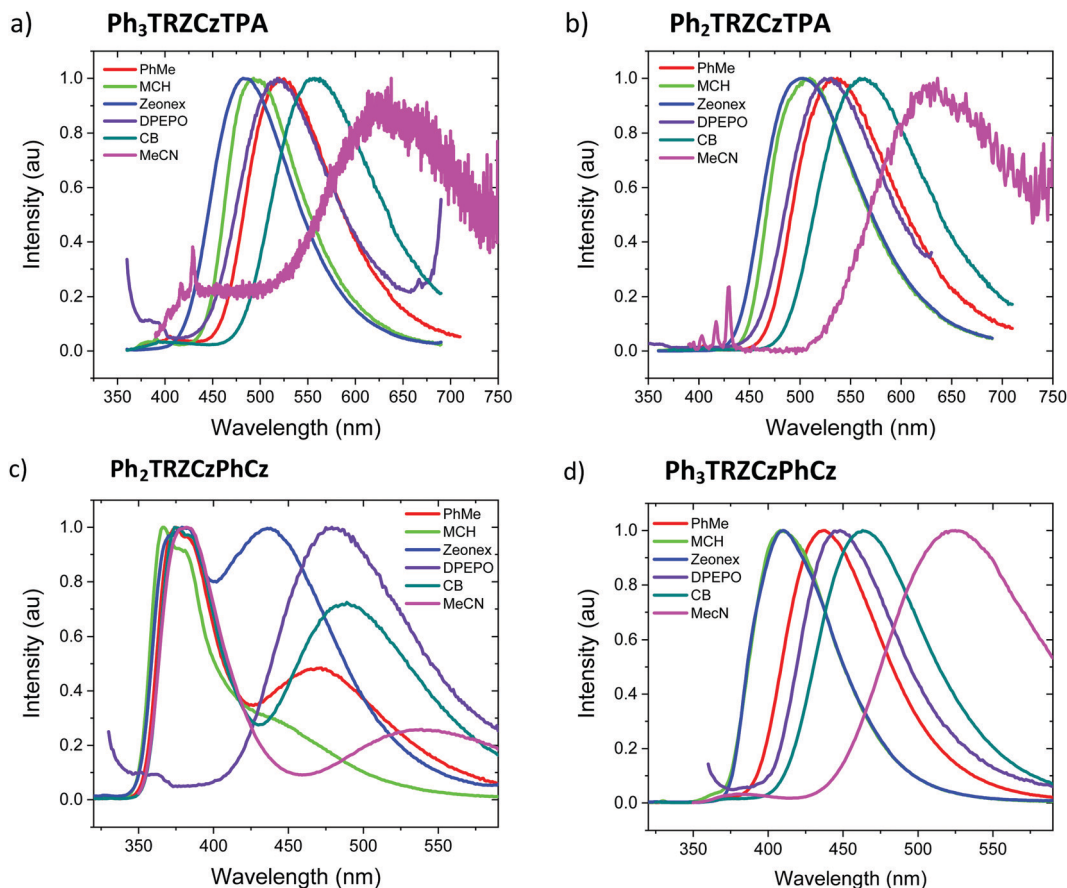 a) Ph₃TRZCzTPA
PhMe
MCH
Zeonex
DPEPO
CB
MeCN
1.0
0.8
0.6
0.4
0.2
0.0
Intensity (au)
350 400 450 500 550 600 650 700 750
Wavelength (nm)
b) Ph₂TRZCzTPA
PhMe
MCH
Zeonex
DPEPO
CB
MeCN
1.0
0.8
0.6
0.4
0.2
0.0
Intensity (au)
350 400 450 500 550 600 650 700 750
Wavelength (nm)
c) Ph₂TRZCzPhCz
PhMe
MCH
Zeonex
DPEPO
CB
MeCN
1.0
0.8
0.6
0.4
0.2
0.0
Intensity (au)
350 400 450 500 550
Wavelength (nm)
d) Ph₃TRZCzPhCz
PhMe
MCH
Zeonex
DPEPO
CB
MecN
1.0
0.8
0.6
0.4
0.2
0.0
Intensity (au)
350 400 450 500 550
Wavelength (nm)